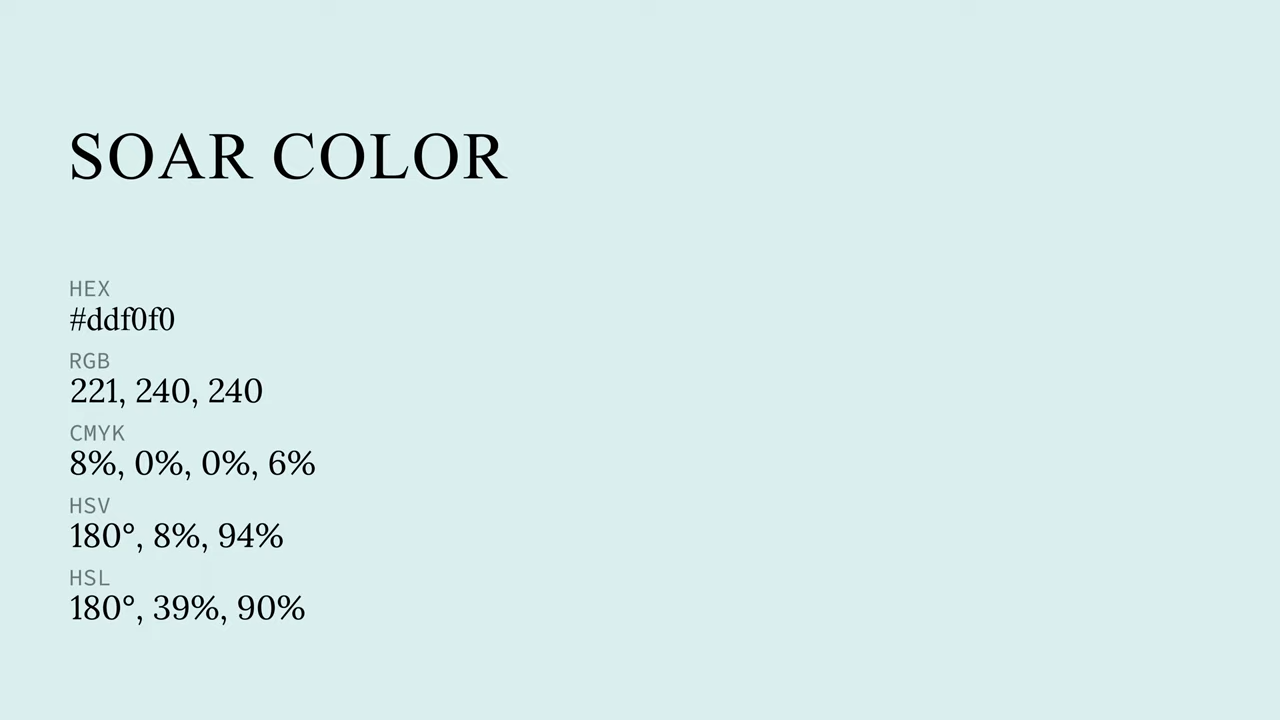 SOAR COLOR
HEX
#ddf0f0
RGB
221, 240, 240
CMYK
8%, 0%, 0%, 6%
HSV
180°, 8%, 94%
HSL
180°, 39%, 90%